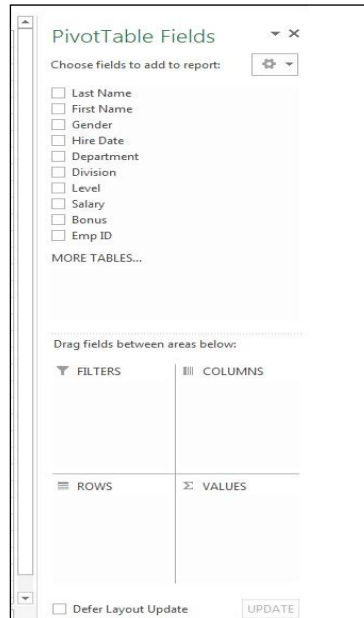 PivotTable Fields
Choose fields to add to report:
Last Name
First Name
Gender
Hire Date
Department
Division
Level
Salary
Bonus
Emp ID
MORE TABLES...
Drag fields between areas below:
FILTERS
COLUMNS
ROWS
Σ VALUES
Defer Layout Update
UPDATE